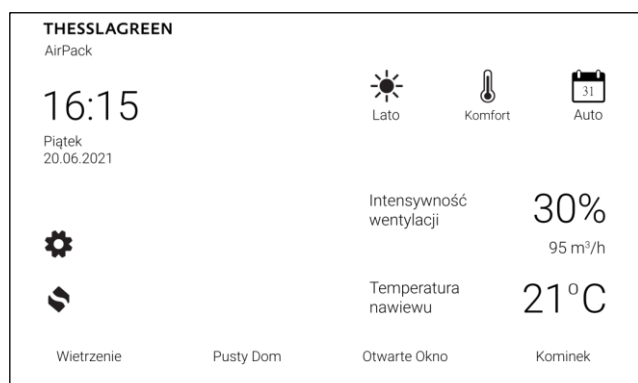 THESSLAGREEN
AirPack
16:15
Piątek
20.06.2021
31
Lato
Komfort
Auto
Intensywność
wentylacji
30%
95 m³/h
Temperatura
nawiewu
21°C
Wietrzenie
Pusty Dom
Otwarte Okno
Kominek